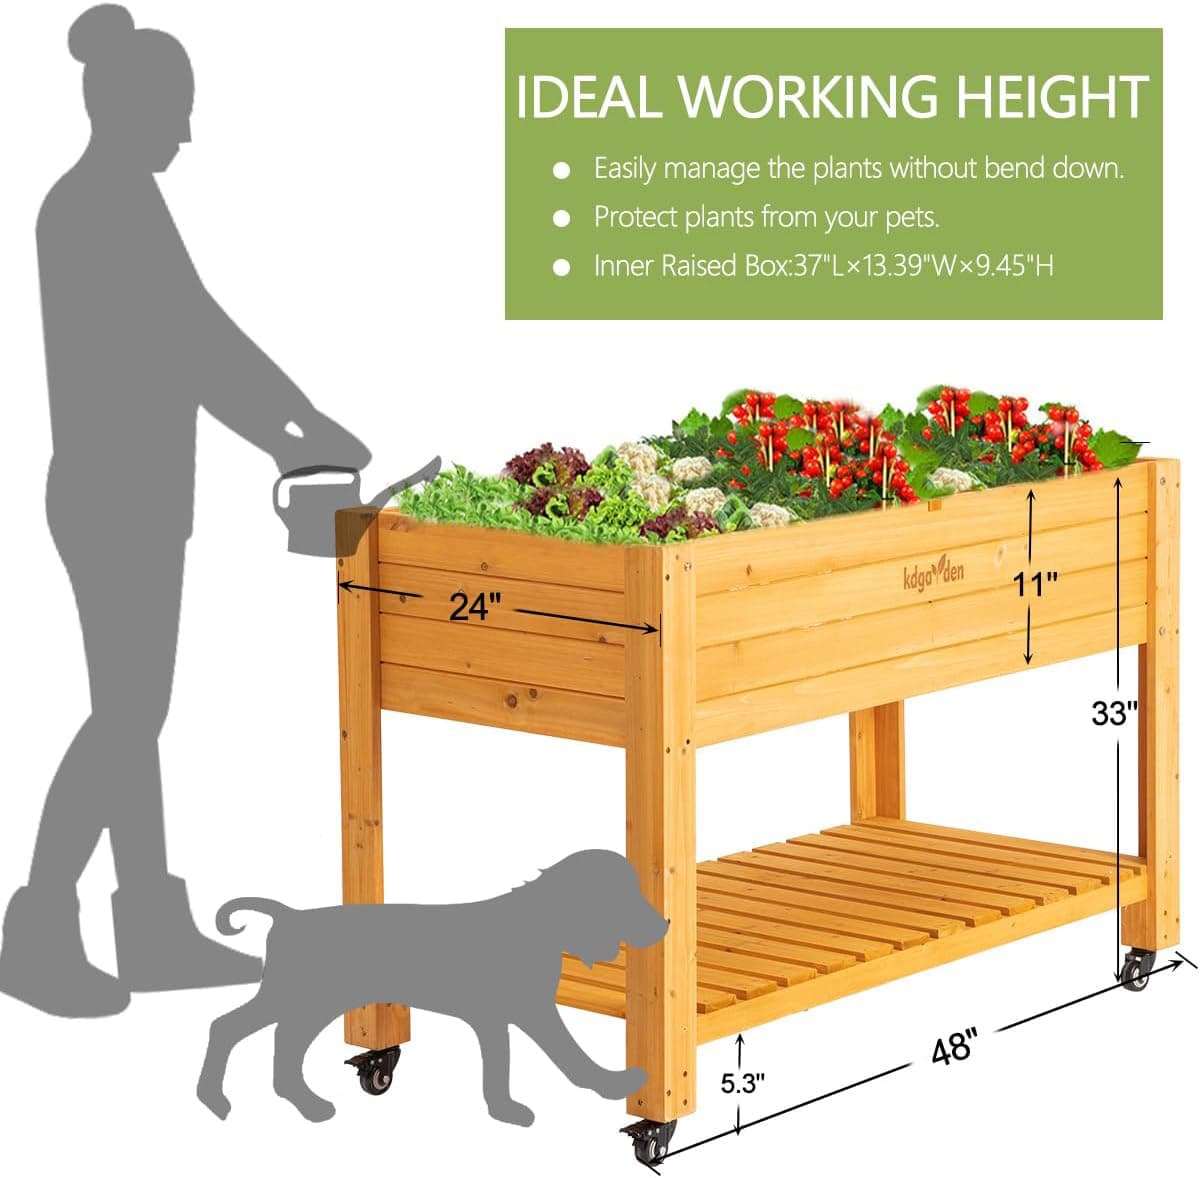 IDEAL WORKING HEIGHT
Easily manage the plants without bend down.
Protect plants from your pets.
Inner Raised Box:37"L×13.39"W×9.45"H
kdgarden
24"
11"
33"
48"
5.3"